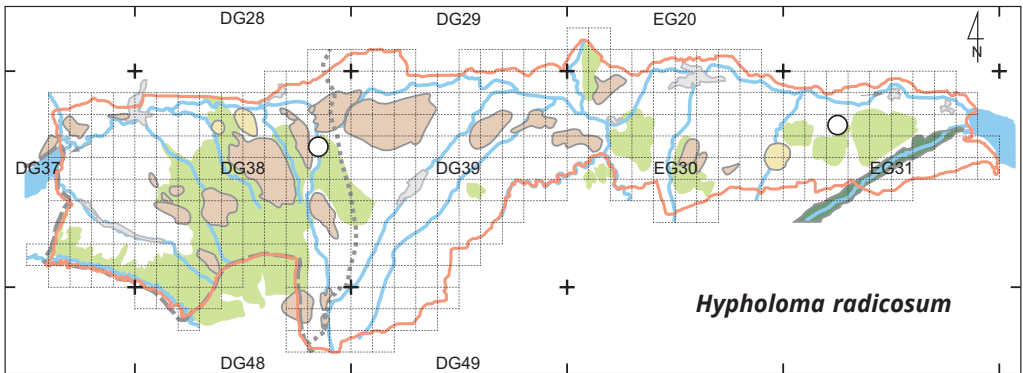 DG28 DG29 EG20
N
DG37 DG38 DG39 EG30 EG31
Hypholoma radicosum
DG48 DG49